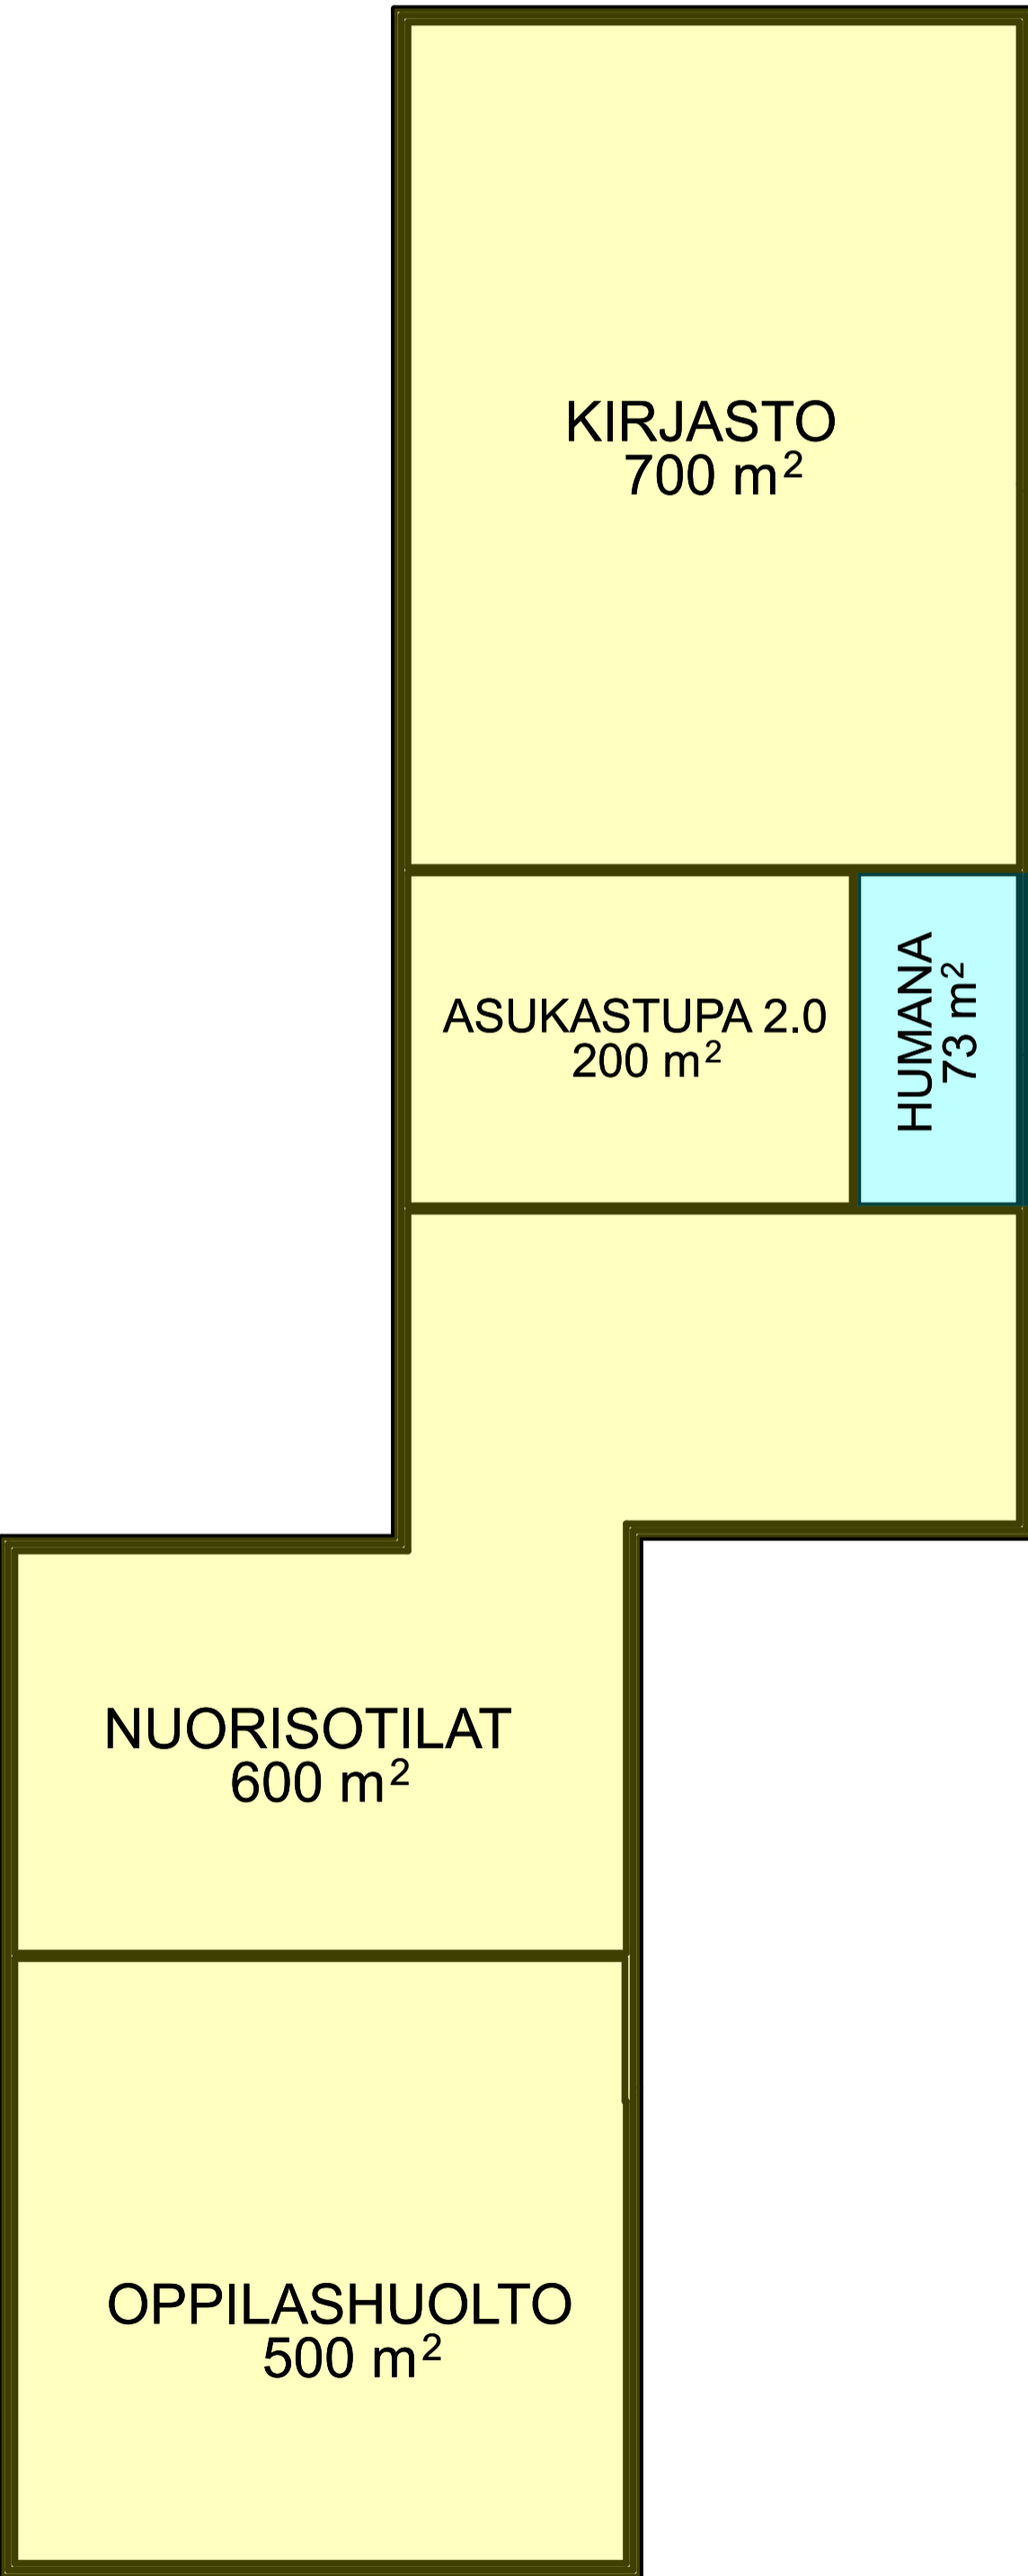 KIRJASTO
700 m²
ASUKASTUPA 2.0
200 m²
HUMANA
73 m²
NUORISOTILAT
600 m²
OPPILASHUOLTO
500 m²